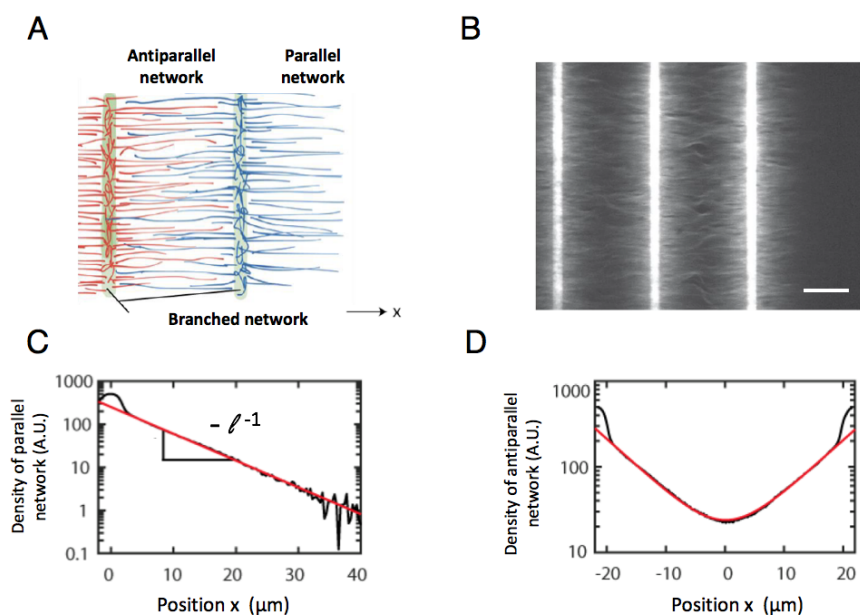 A
Antiparallel
network
Parallel
network
Branched network
x
B
C
Density of parallel
network (A.U.)
1000
100
10
1
0.1
- ℓ -1
0
10
20
30
40
Position x (μm)
D
Density of antiparallel
network (A.U.)
1000
100
10
-20
-10
0
10
20
Position x (μm)